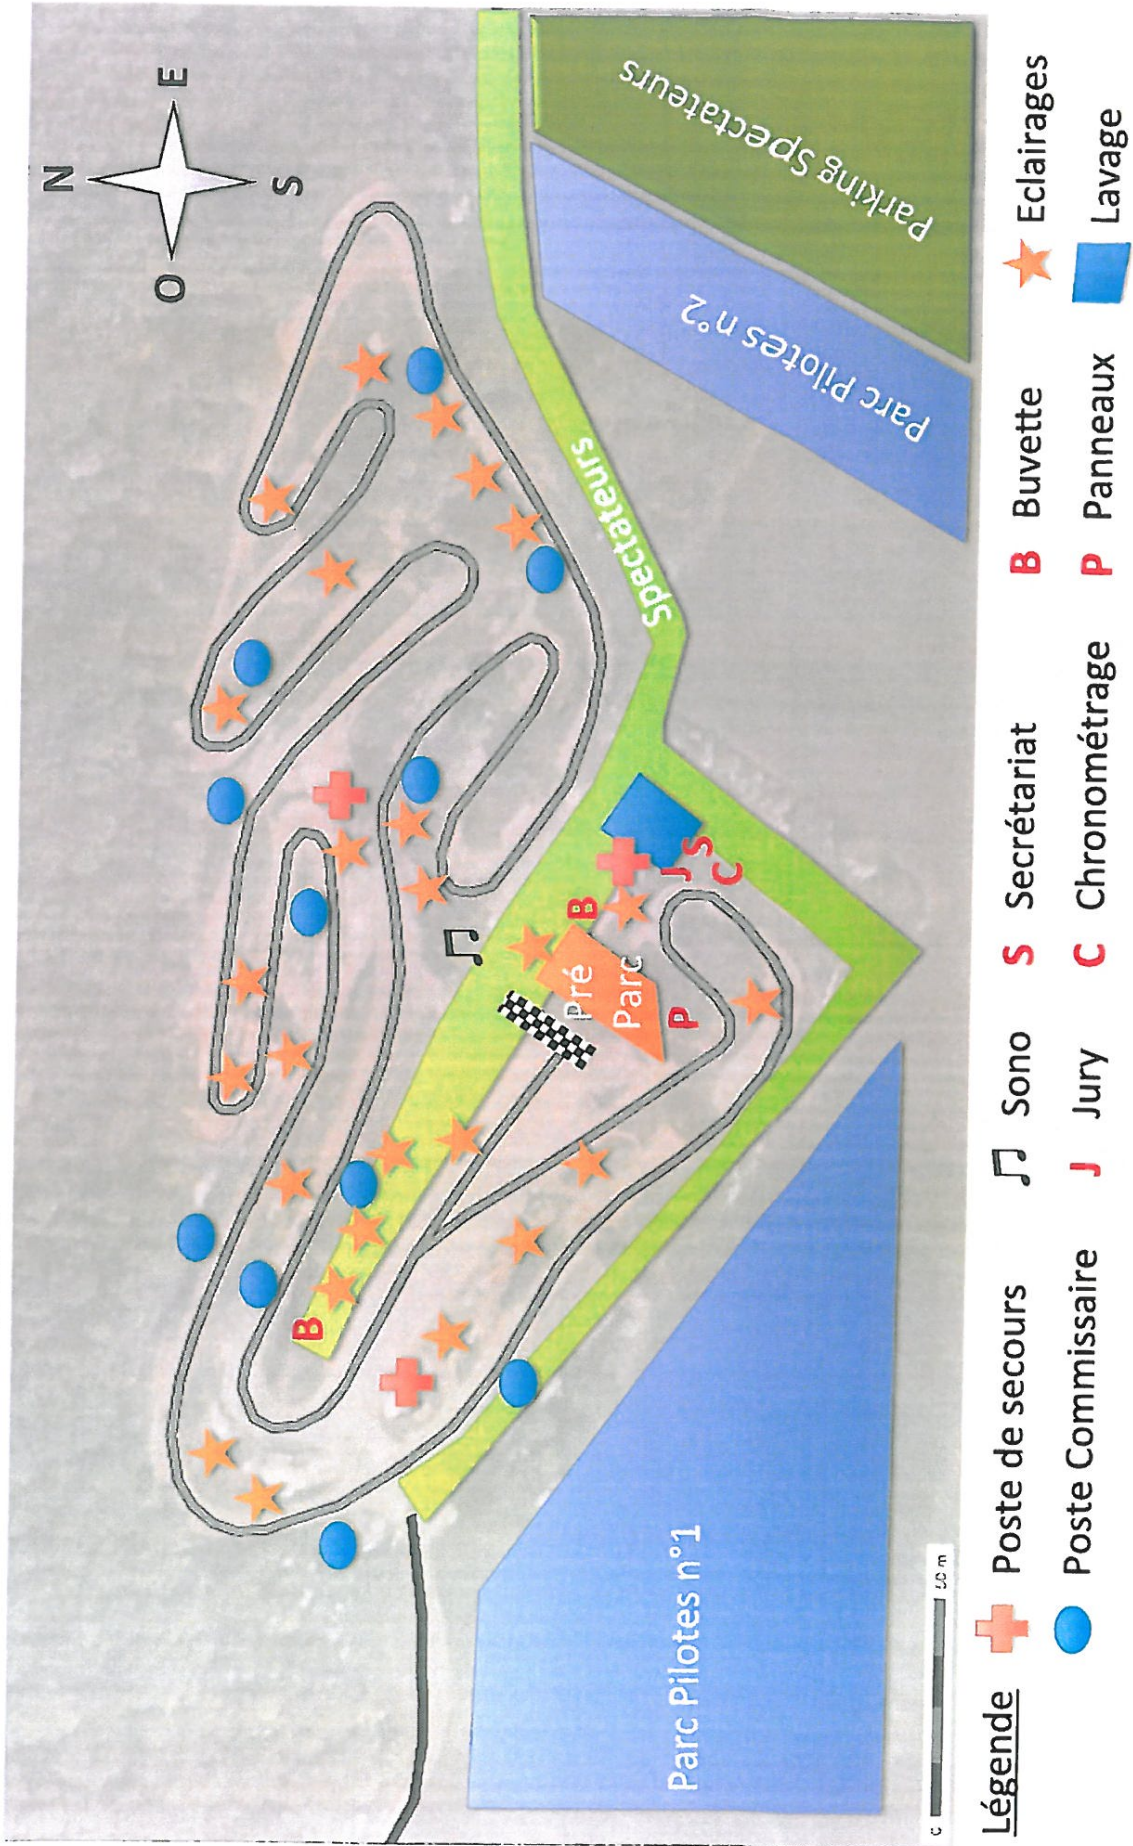 N
O E
S
Parking Spectateurs
Parc Pilotes n°2
Spectateurs
B
B
Pré
Parc
P
J S
C
Parc Pilotes n°1
50 m
Légende
Poste de secours
Sono
S Secrétariat
B Buvette
Eclairages
Poste Commissaire
J Jury
C Chronométrage
P Panneaux
Lavage